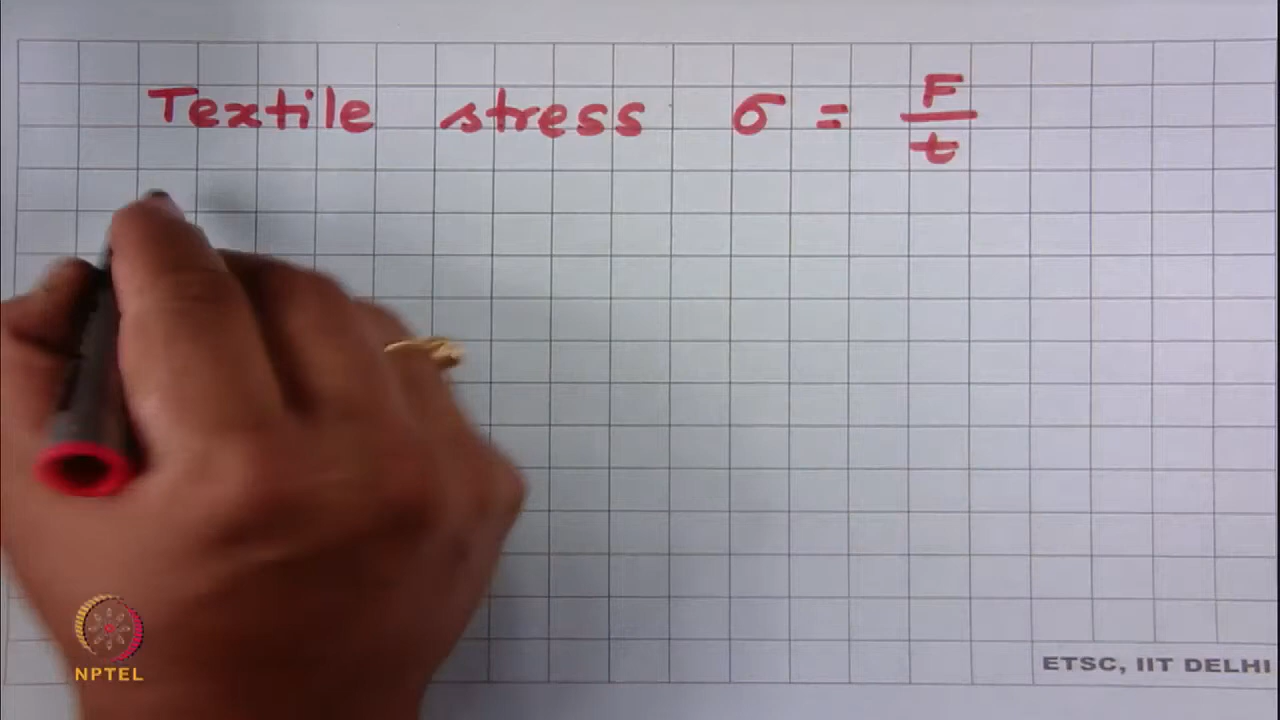 Textile stress σ = F/t
NPTEL
ETSC, IIT DELHI